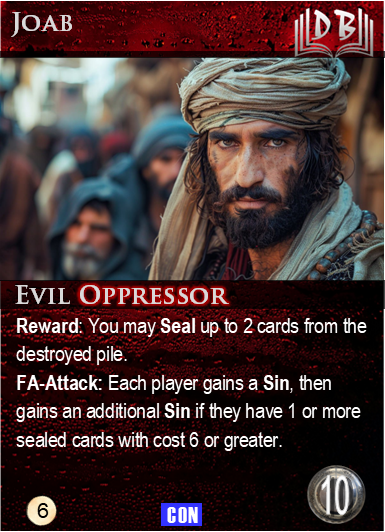 Joab
DB
Evil Oppressor
Reward: You may Seal up to 2 cards from the
destroyed pile.
FA-Attack: Each player gains a Sin, then
gains an additional Sin if they have 1 or more
sealed cards with cost 6 or greater.
6
CON
10